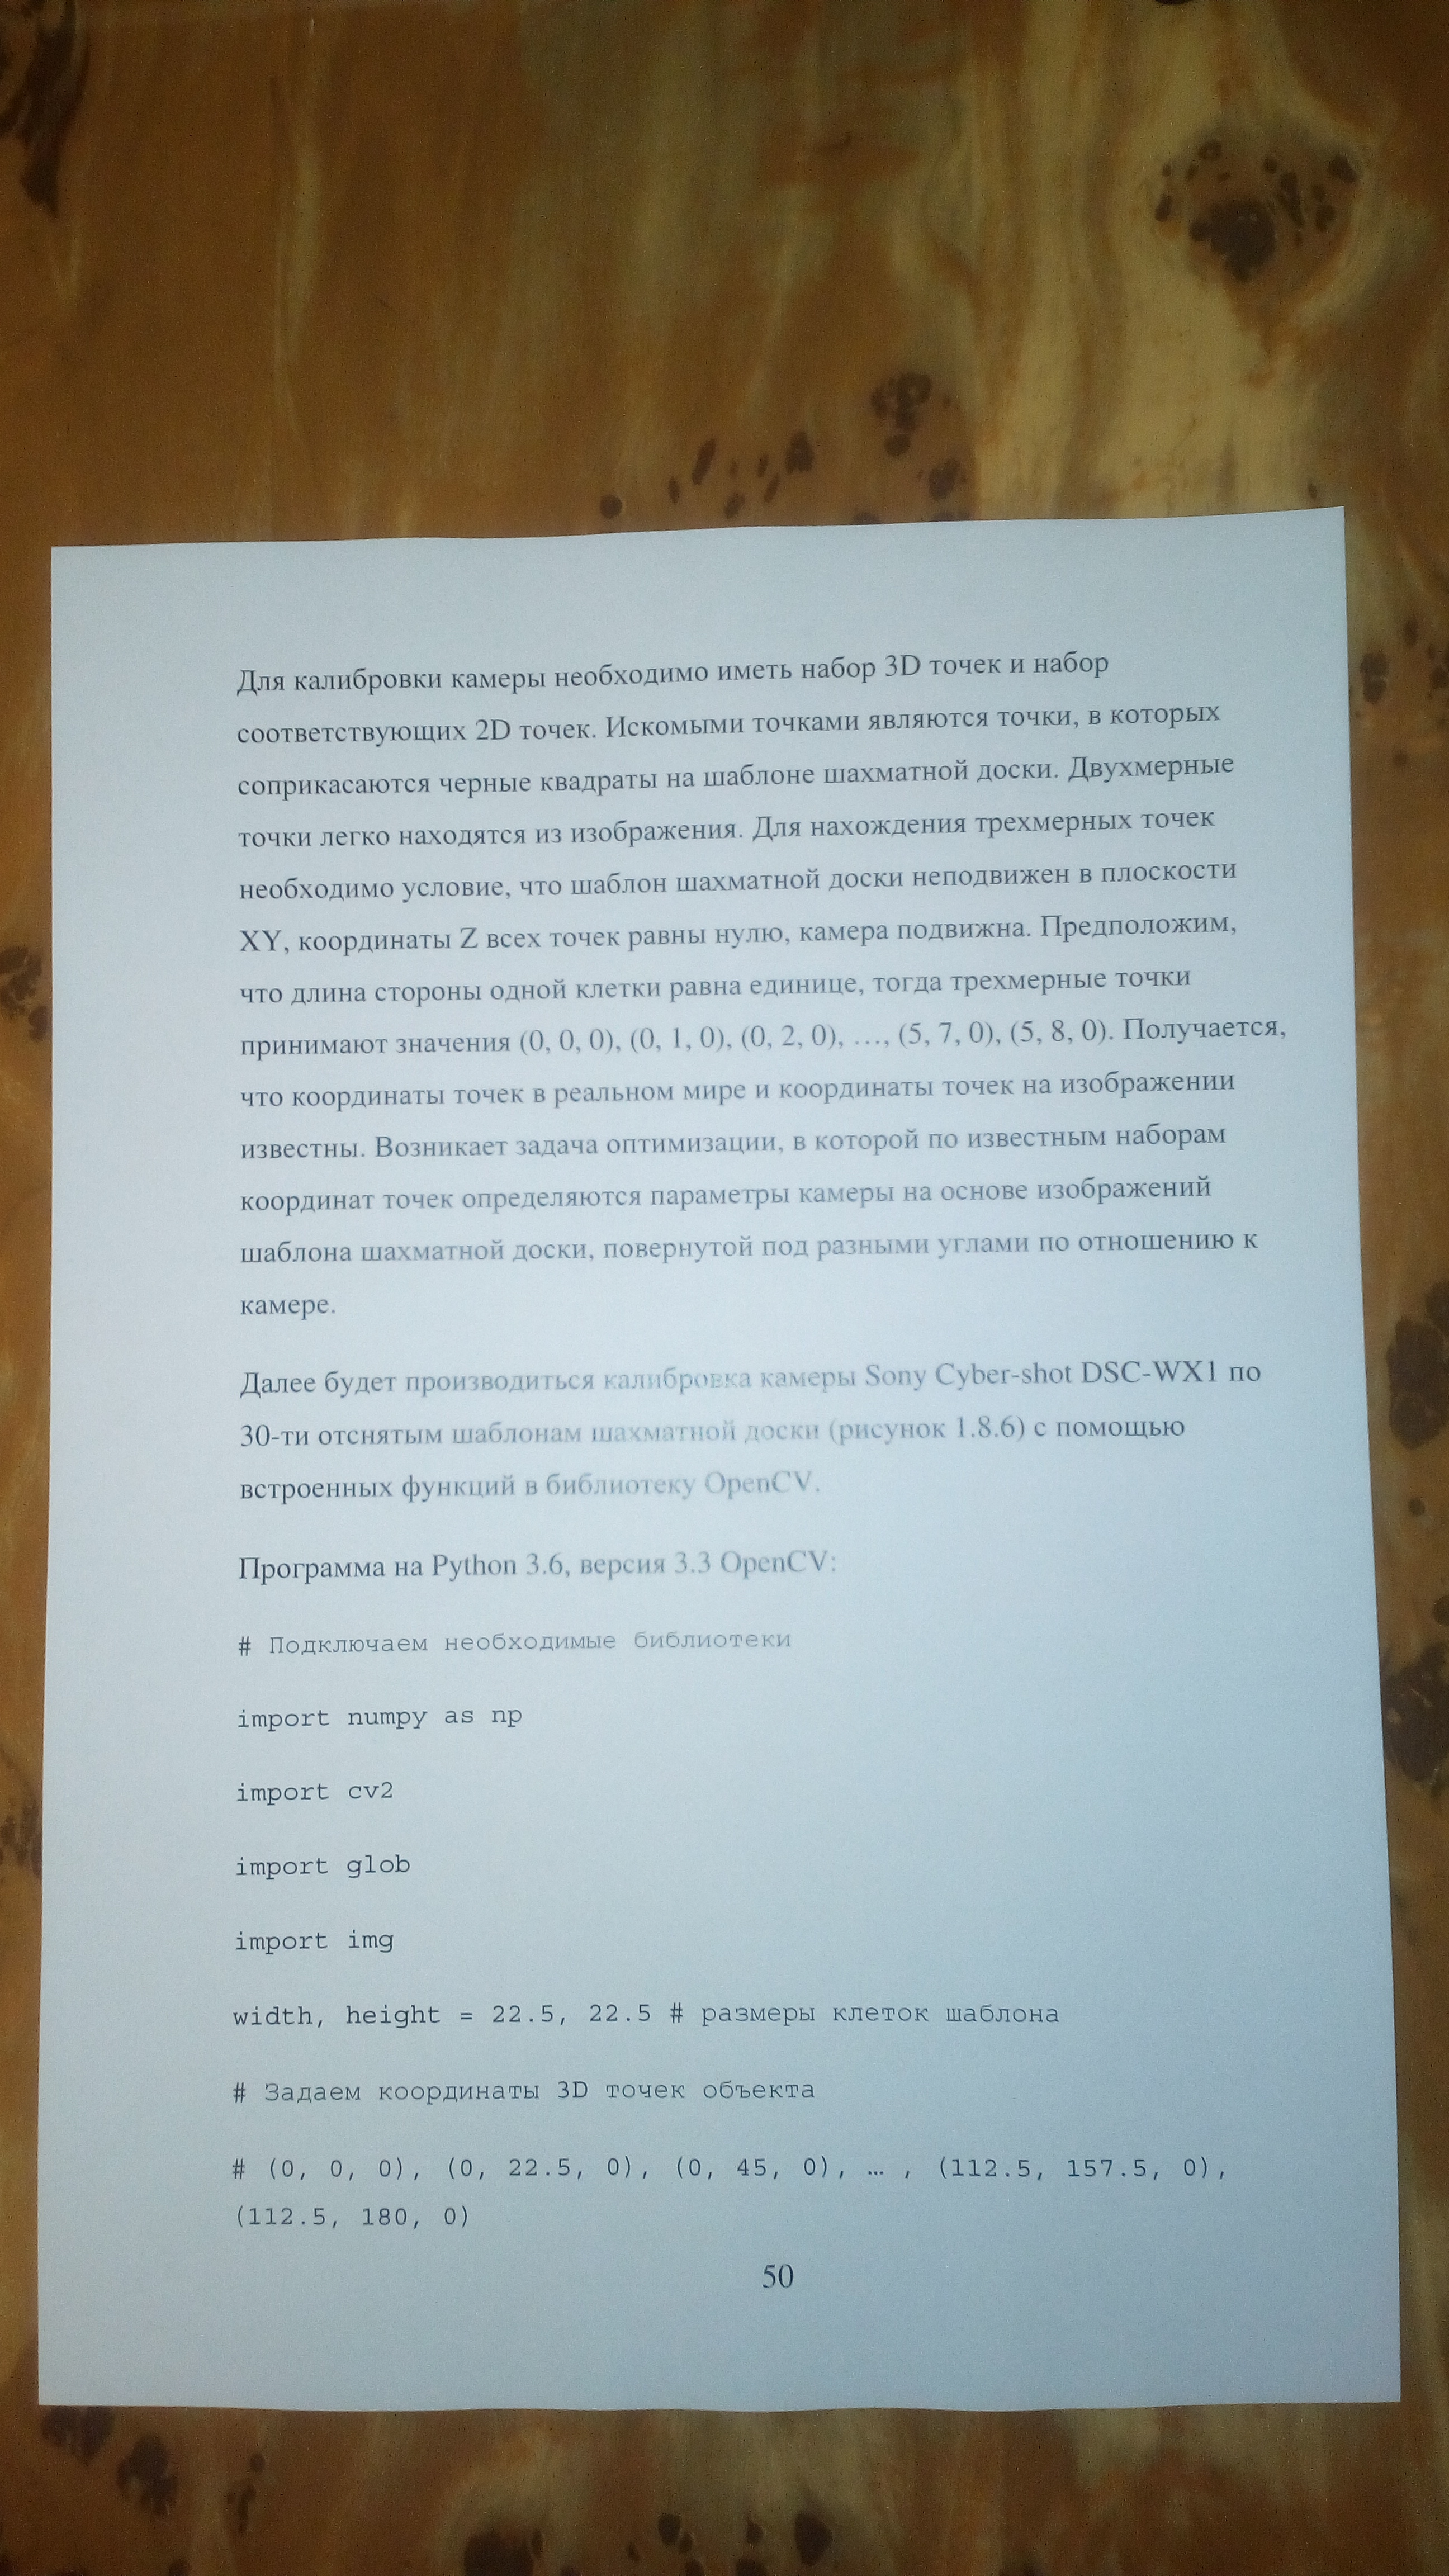 Для калибровки камеры необходимо иметь набор 3D точек и набор
соответствующих 2D точек. Искомыми точками являются точки, в которых
соприкасаются черные квадраты на шаблоне шахматной доски. Двухмерные
точки легко находятся из изображения. Для нахождения трехмерных точек
необходимо условие, что шаблон шахматной доски неподвижен в плоскости
XY, координаты Z всех точек равны нулю, камера подвижна. Предположим,
что длина стороны одной клетки равна единице, тогда трехмерные точки
принимают значения (0, 0, 0), (0, 1, 0), (0, 2, 0), …, (5, 7, 0), (5, 8, 0). Получается,
что координаты точек в реальном мире и координаты точек на изображении
известны. Возникает задача оптимизации, в которой по известным наборам
координат точек определяются параметры камеры на основе изображений
шаблона шахматной доски, повернутой под разными углами по отношению к
камере.
Далее будет производиться калибровка камеры Sony Cyber-shot DSC-WX1 по
30-ти отснятым шаблонам шахматной доски (рисунок 1.8.6) с помощью
встроенных функций в библиотеку OpenCV.
Программа на Python 3.6, версия 3.3 OpenCV:
# Подключаем необходимые библиотеки
import numpy as np
import cv2
import glob
import img
width, height = 22.5, 22.5 # размеры клеток шаблона
# Задаем координаты 3D точек объекта
# (0, 0, 0), (0, 22.5, 0), (0, 45, 0), … , (112.5, 157.5, 0),
(112.5, 180, 0)
50